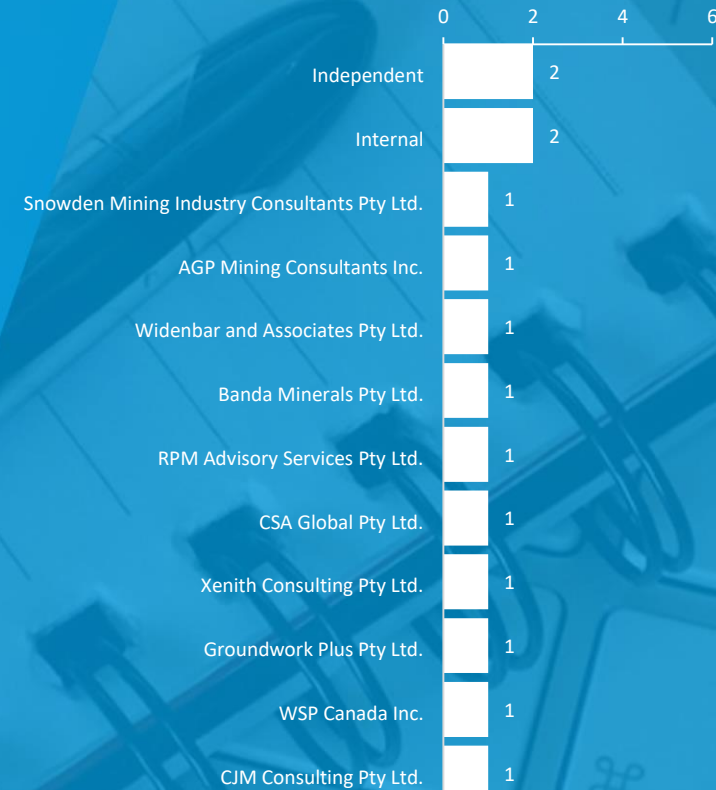 0 2 4 6
Independent 2
Internal 2
Snowden Mining Industry Consultants Pty Ltd. 1
AGP Mining Consultants Inc. 1
Widenbar and Associates Pty Ltd. 1
Banda Minerals Pty Ltd. 1
RPM Advisory Services Pty Ltd. 1
CSA Global Pty Ltd. 1
Xenith Consulting Pty Ltd. 1
Groundwork Plus Pty Ltd. 1
WSP Canada Inc. 1
CJM Consulting Pty Ltd. 1